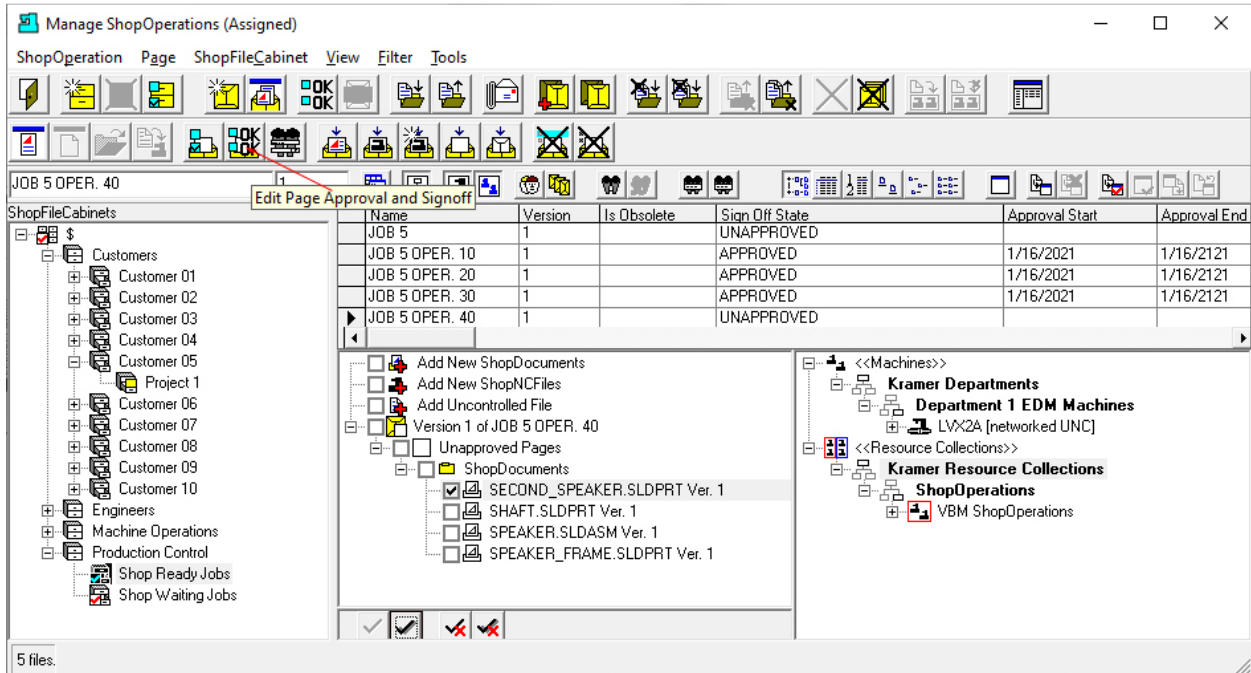 Manage ShopOperations (Assigned)
ShopOperation Page ShopFileCabinet View Filter Tools
OK
OK
OK
OK
JOB 5 OPER. 40 1
Edit Page Approval and Signoff
ShopFileCabinets
$
Customers
Customer 01
Customer 02
Customer 03
Customer 04
Customer 05
Project 1
Customer 06
Customer 07
Customer 08
Customer 09
Customer 10
Engineers
Machine Operations
Production Control
Shop Ready Jobs
Shop Waiting Jobs
Name Version Is Obsolete Sign Off State Approval Start Approval End
JOB 5 1 UNAPPROVED
JOB 5 OPER. 10 1 APPROVED 1/16/2021 1/16/2121
JOB 5 OPER. 20 1 APPROVED 1/16/2021 1/16/2121
JOB 5 OPER. 30 1 APPROVED 1/16/2021 1/16/2121
JOB 5 OPER. 40 1 UNAPPROVED
Add New ShopDocuments
Add New ShopNCFiles
Add Uncontrolled File
Version 1 of JOB 5 OPER. 40
Unapproved Pages
ShopDocuments
SECOND_SPEAKER.SLDPRT Ver. 1
SHAFT.SLDPRT Ver. 1
SPEAKER.SLDASM Ver. 1
SPEAKER_FRAME.SLDPRT Ver. 1
<<Machines>>
Kramer Departments
Department 1 EDM Machines
LVX2A [networked UNC]
<<Resource Collections>>
Kramer Resource Collections
ShopOperations
VBM ShopOperations
5 files.